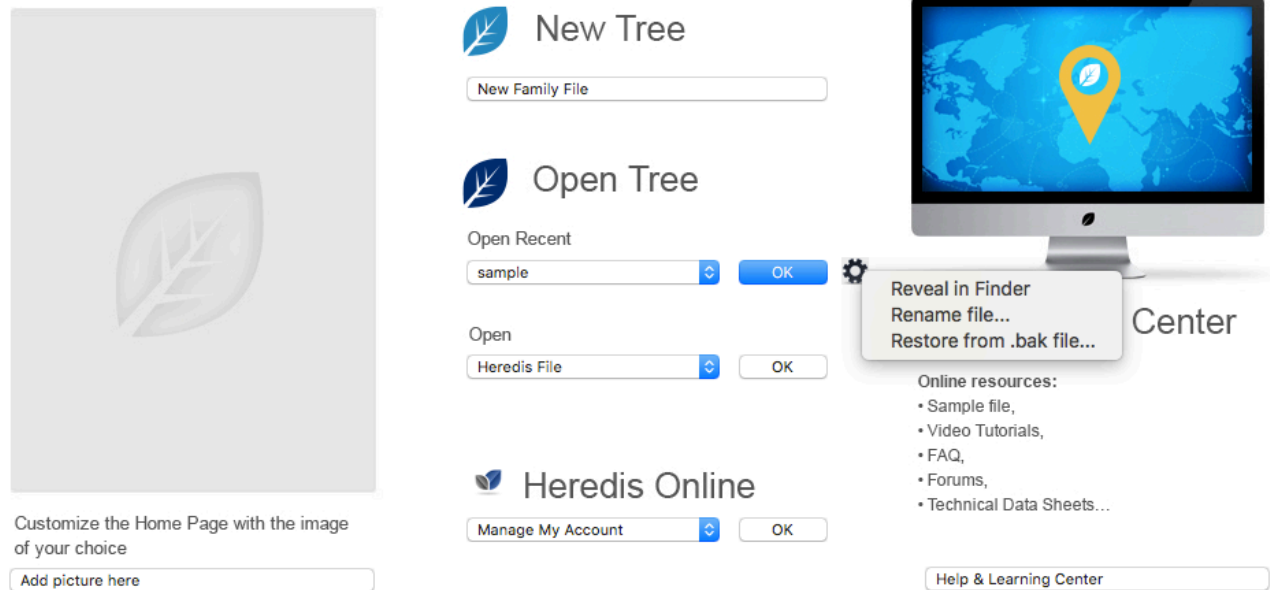 Customize the Home Page with the image
of your choice
Add picture here
New Tree
New Family File
Open Tree
Open Recent
sample
OK
Open
Heredis File
OK
Heredis Online
Manage My Account
OK
Reveal in Finder
Rename file...
Restore from .bak file...
Center
Online resources:
• Sample file,
• Video Tutorials,
• FAQ,
• Forums,
• Technical Data Sheets...
Help & Learning Center